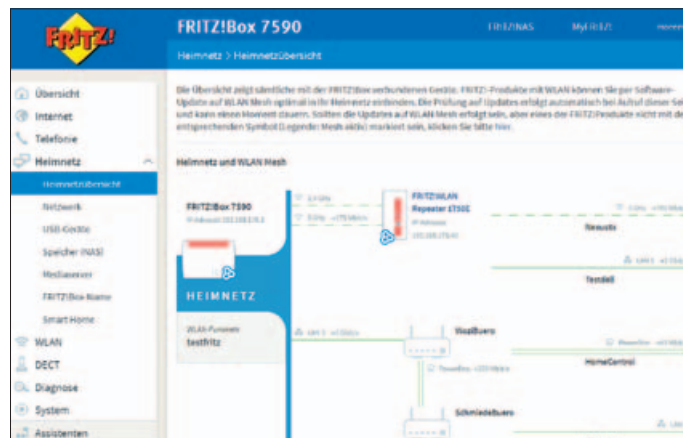 FRITZ!
FRITZ!Box 7590
FRITZ!NAS
MyFRITZ!
Heimnetz > Heimnetzübersicht
Die Übersicht zeigt sämtliche mit der FRITZ!Box verbundenen Geräte. FRITZ!-Produkte mit WLAN können Sie per Software-
Update auf WLAN Mesh optimal in Ihr Heimnetz einbinden. Die Prüfung auf Updates erfolgt automatisch bei Aufruf dieser Sei
und kann einen Moment dauern. Sollten die Updates auf WLAN Mesh erfolgt sein, aber eines der FRITZ!Produkte nicht mit de
entsprechenden Symbol (Legende: Mesh aktiv) markiert sein, klicken Sie bitte hier.
Übersicht
Internet
Telefonie
Heimnetz
Heimnetzübersicht
Netzwerk
USB-Geräte
Speicher (NAS)
Mediaserver
FRITZ!Box-Name
Smart Home
WLAN
DECT
Diagnose
System
Assistenten
Heimnetz und WLAN Mesh
FRITZ!Box 7590
HEIMNETZ
WLAN-Funknetz
testfritz
FRITZ!WLAN
Repeater 1750E
Testdell
WoziBuero
HomeControl
SchmiedeBuero